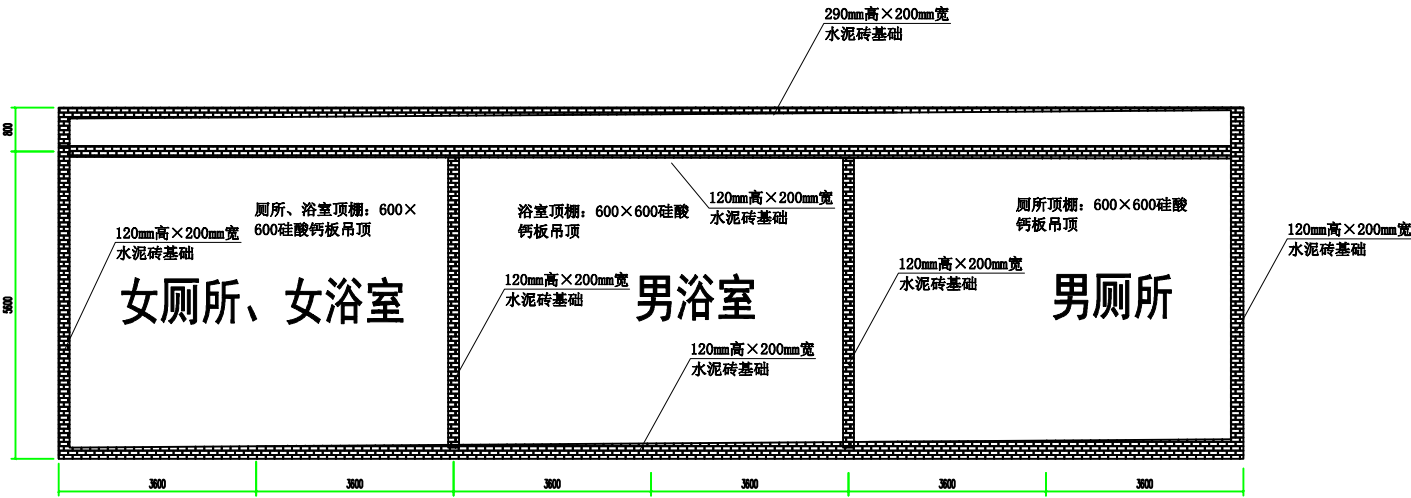 290mm高×200mm宽
水泥砖基础
800
5600
厕所、浴室顶棚：600×
600硅酸钙板吊顶
120mm高×200mm宽
水泥砖基础
女厕所、女浴室
浴室顶棚：600×600硅酸
钙板吊顶
120mm高×200mm宽
水泥砖基础
120mm高×200mm宽
水泥砖基础
男浴室
120mm高×200mm宽
水泥砖基础
厕所顶棚：600×600硅酸
钙板吊顶
120mm高×200mm宽
水泥砖基础
男厕所
120mm高×200mm宽
水泥砖基础
3600
3600
3600
3600
3600
3600